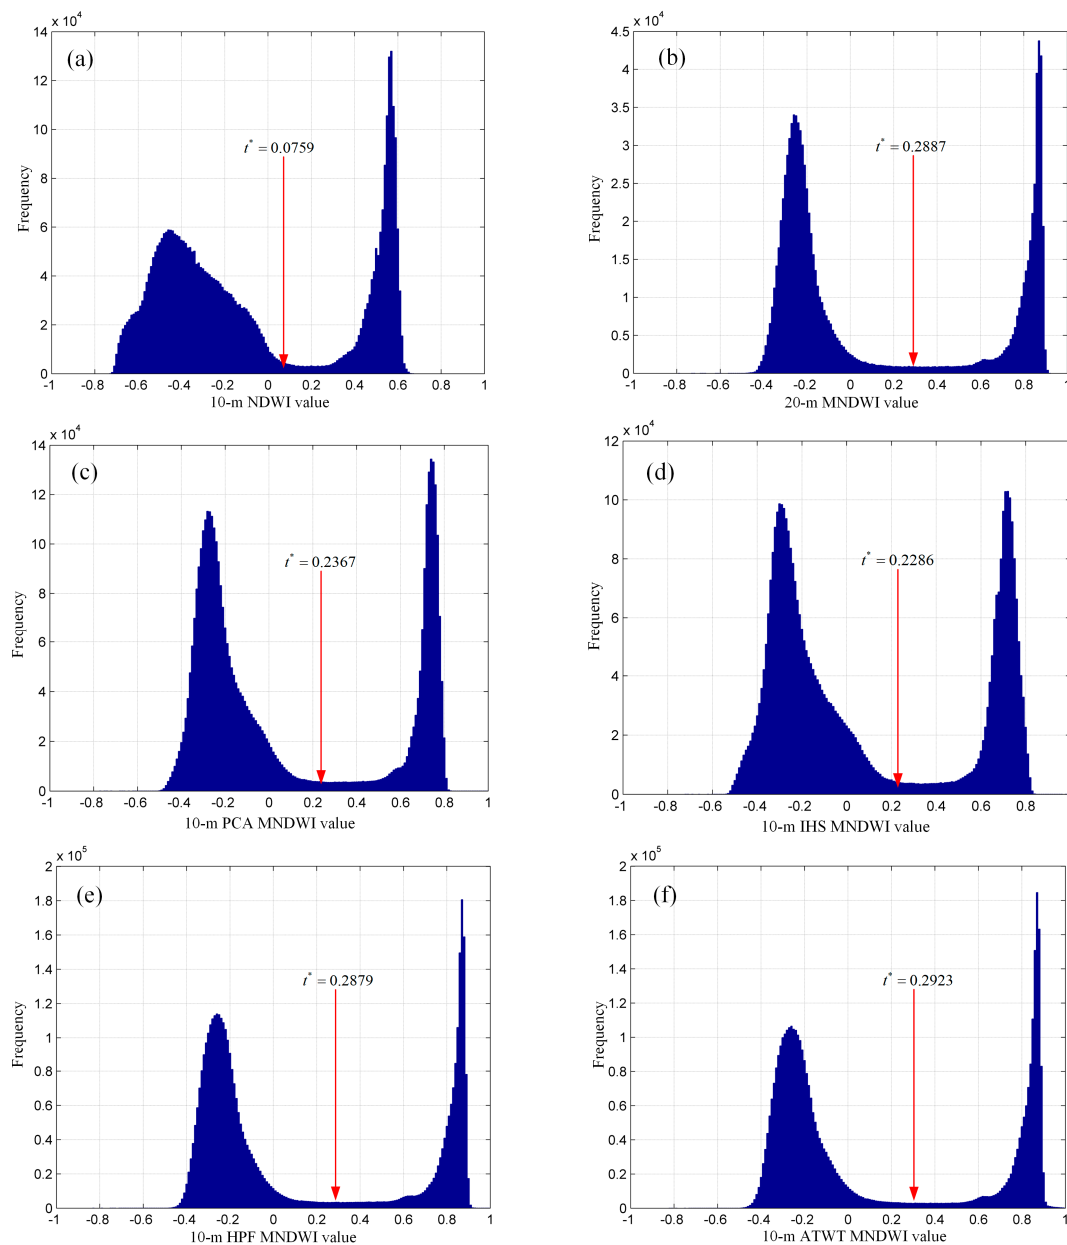 x 10^4
14
12
10
8
6
4
2
0
Frequency
(a)
t* = 0.0759
-1 -0.8 -0.6 -0.4 -0.2 0 0.2 0.4 0.6 0.8 1
10-m NDWI value
x 10^4
4.5
4
3.5
3
2.5
2
1.5
1
0.5
0
Frequency
(b)
t* = 0.2887
-1 -0.8 -0.6 -0.4 -0.2 0 0.2 0.4 0.6 0.8 1
20-m MNDWI value
x 10^4
14
12
10
8
6
4
2
0
Frequency
(c)
t* = 0.2367
-1 -0.8 -0.6 -0.4 -0.2 0 0.2 0.4 0.6 0.8 1
10-m PCA MNDWI value
x 10^4
12
10
8
6
4
2
0
Frequency
(d)
t* = 0.2286
-1 -0.8 -0.6 -0.4 -0.2 0 0.2 0.4 0.6 0.8 1
10-m IHS MNDWI value
x 10^5
2
1.8
1.6
1.4
1.2
1
0.8
0.6
0.4
0.2
0
Frequency
(e)
t* = 0.2879
-1 -0.8 -0.6 -0.4 -0.2 0 0.2 0.4 0.6 0.8 1
10-m HPF MNDWI value
x 10^5
2
1.8
1.6
1.4
1.2
1
0.8
0.6
0.4
0.2
0
Frequency
(f)
t* = 0.2923
-1 -0.8 -0.6 -0.4 -0.2 0 0.2 0.4 0.6 0.8 1
10-m ATWT MNDWI value